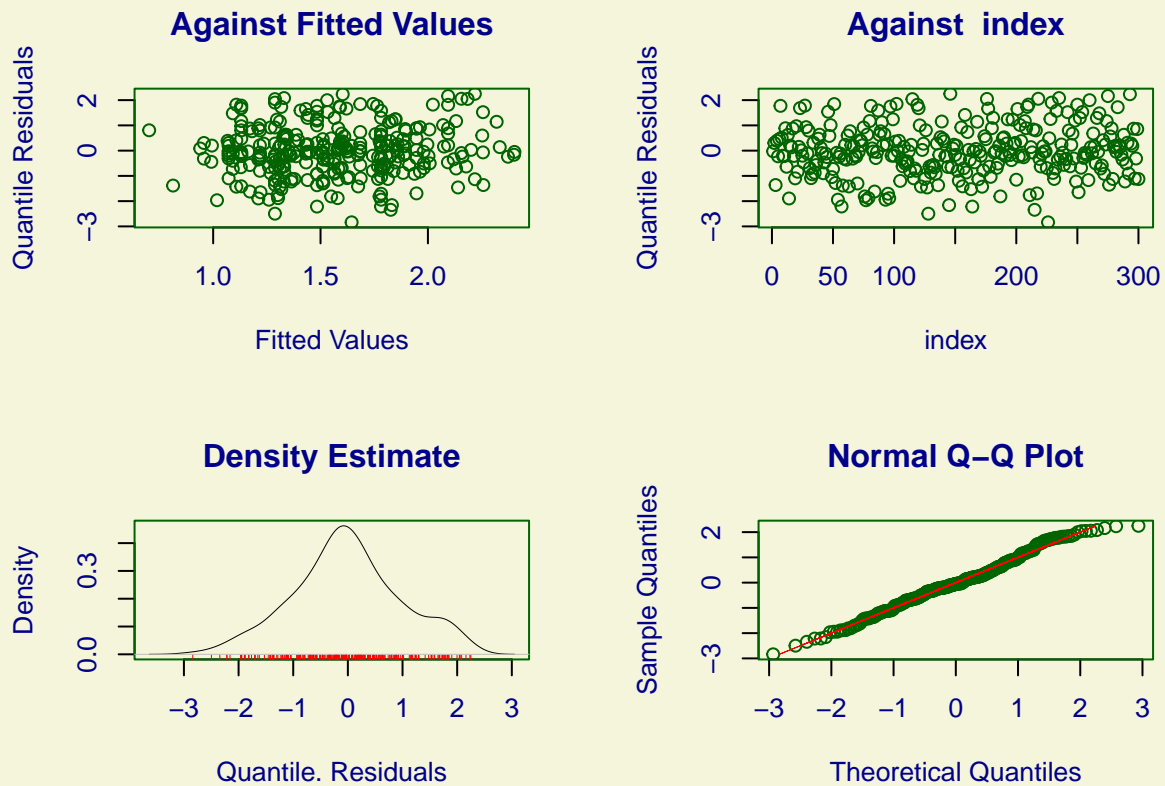 Against Fitted Values
Quantile Residuals
2
0
−3
1.0 1.5 2.0
Fitted Values
Against index
Quantile Residuals
2
0
−3
0 50 100 200 300
index
Density Estimate
Density
0.3
0.0
−3 −2 −1 0 1 2 3
Quantile. Residuals
Normal Q−Q Plot
Sample Quantiles
2
0
−3
−3 −2 −1 0 1 2 3
Theoretical Quantiles